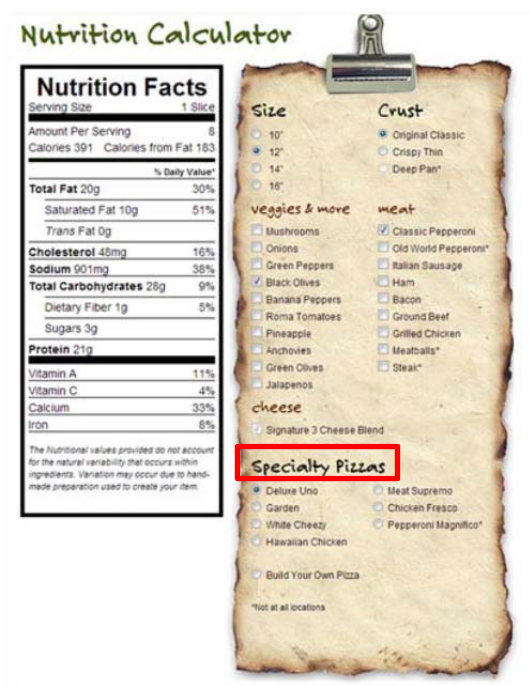 Nutrition Calculator
Nutrition Facts
Serving Size 1 Slice
Amount Per Serving 8
Calories 391 Calories from Fat 183
% Daily Value*
Total Fat 20g 30%
Saturated Fat 10g 51%
Trans Fat 0g
Cholesterol 48mg 16%
Sodium 901mg 38%
Total Carbohydrates 28g 9%
Dietary Fiber 1g 5%
Sugars 3g
Protein 21g
Vitamin A 11%
Vitamin C 4%
Calcium 33%
Iron 8%
The Nutritional values provided do not account
for the natural variability that occurs within
ingredients. Variation may occur due to hand-
made preparation used to create your item.
Size
10"
12"
14"
16"
Crust
Original Classic
Crispy Thin
Deep Pan*
veggies & more
Mushrooms
Onions
Green Peppers
Black Olives
Banana Peppers
Roma Tomatoes
Pineapple
Anchovies
Green Olives
Jalapenos
meat
Classic Pepperoni
Old World Pepperoni*
Italian Sausage
Ham
Bacon
Ground Beef
Grilled Chicken
Meatballs*
Steak*
cheese
Signature 3 Cheese Blend
Specialty Pizzas
Deluxe Uno
Garden
White Cheezy
Hawaiian Chicken
Build Your Own Pizza
Meat Supremo
Chicken Fresco
Pepperoni Magnifico*
*Not at all locations